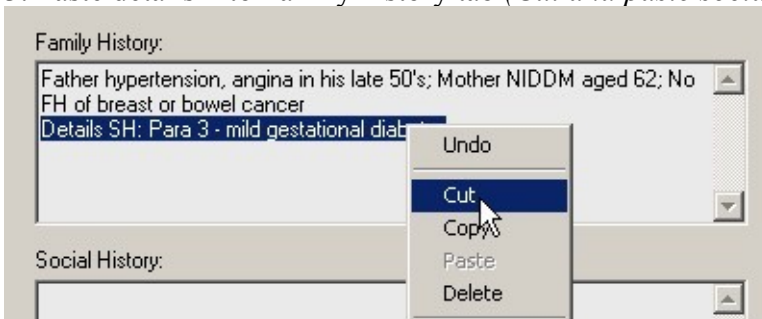 Family History:
Father hypertension, angina in his late 50's; Mother NIDDM aged 62; No
FH of breast or bowel cancer
Details SH: Para 3 - mild gestational
Undo
Cut
Copy
Paste
Delete
Social History: